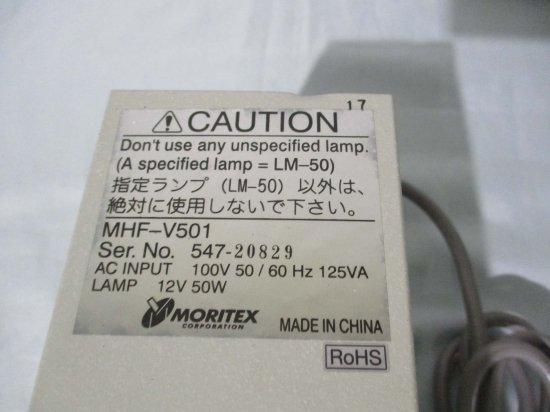 17
⚠CAUTION
Don't use any unspecified lamp.
(A specified lamp = LM-50)
指定ランプ (LM-50) 以外は、
絶対に使用しないで下さい。
MHF-V501
Ser. No. 547-20829
AC INPUT 100V 50 / 60 Hz 125VA
LAMP 12V 50W
MORITEX
CORPORATION
MADE IN CHINA
RoHS